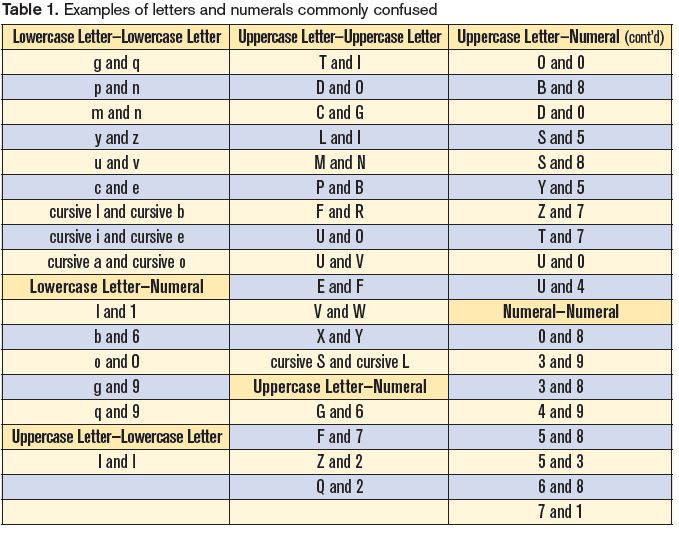 Table 1. Examples of letters and numerals commonly confused
Lowercase Letter–Lowercase Letter
g and q
p and n
m and n
y and z
u and v
c and e
cursive l and cursive b
cursive i and cursive e
cursive a and cursive o
Lowercase Letter–Numeral
l and 1
b and 6
o and 0
g and 9
q and 9
Uppercase Letter–Lowercase Letter
I and l
Uppercase Letter–Uppercase Letter
T and I
D and O
C and G
L and I
M and N
P and B
F and R
U and O
U and V
E and F
V and W
X and Y
cursive S and cursive L
Uppercase Letter–Numeral
G and 6
F and 7
Z and 2
Q and 2
Uppercase Letter–Numeral (cont'd)
O and 0
B and 8
D and 0
S and 5
S and 8
Y and 5
Z and 7
T and 7
U and 0
U and 4
Numeral–Numeral
0 and 8
3 and 9
3 and 8
4 and 9
5 and 8
5 and 3
6 and 8
7 and 1